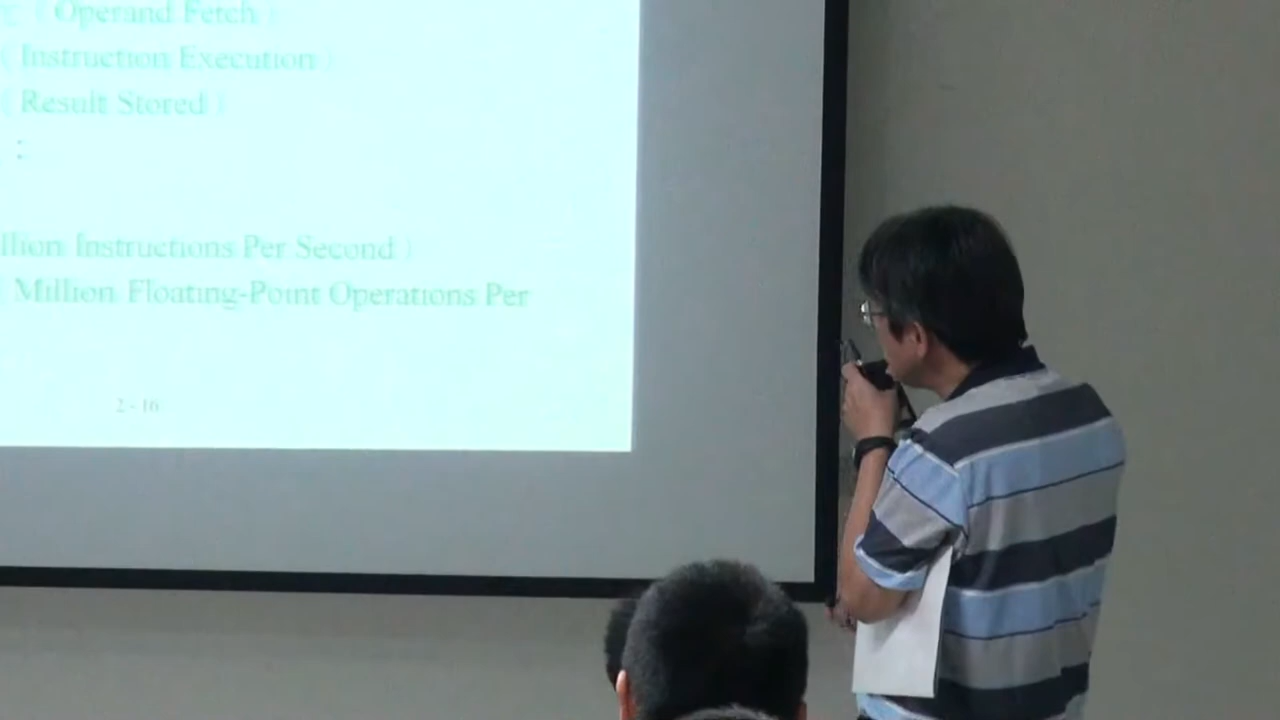 ( Operand Fetch )
( Instruction Execution )
( Result Stored )
:
llion Instructions Per Second )
Million Floating-Point Operations Per
2 - 16